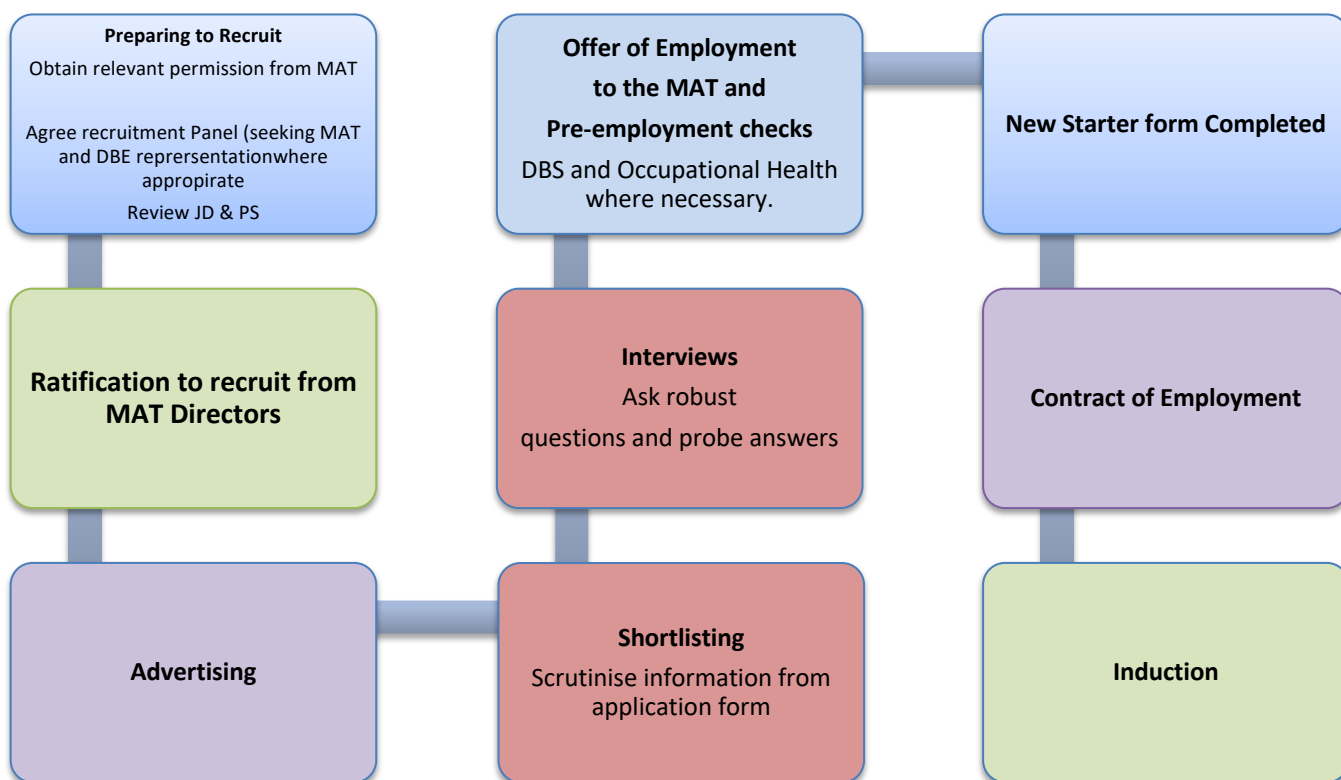 Preparing to Recruit
Obtain relevant permission from MAT
Agree recruitment Panel (seeking MAT
and DBE reprersentationwhere
appropirate
Review JD & PS
Ratification to recruit from
MAT Directors
Advertising
Shortlisting
Scrutinise information from
application form
Interviews
Ask robust
questions and probe answers
Offer of Employment
to the MAT and
Pre-employment checks
DBS and Occupational Health
where necessary.
New Starter form Completed
Contract of Employment
Induction